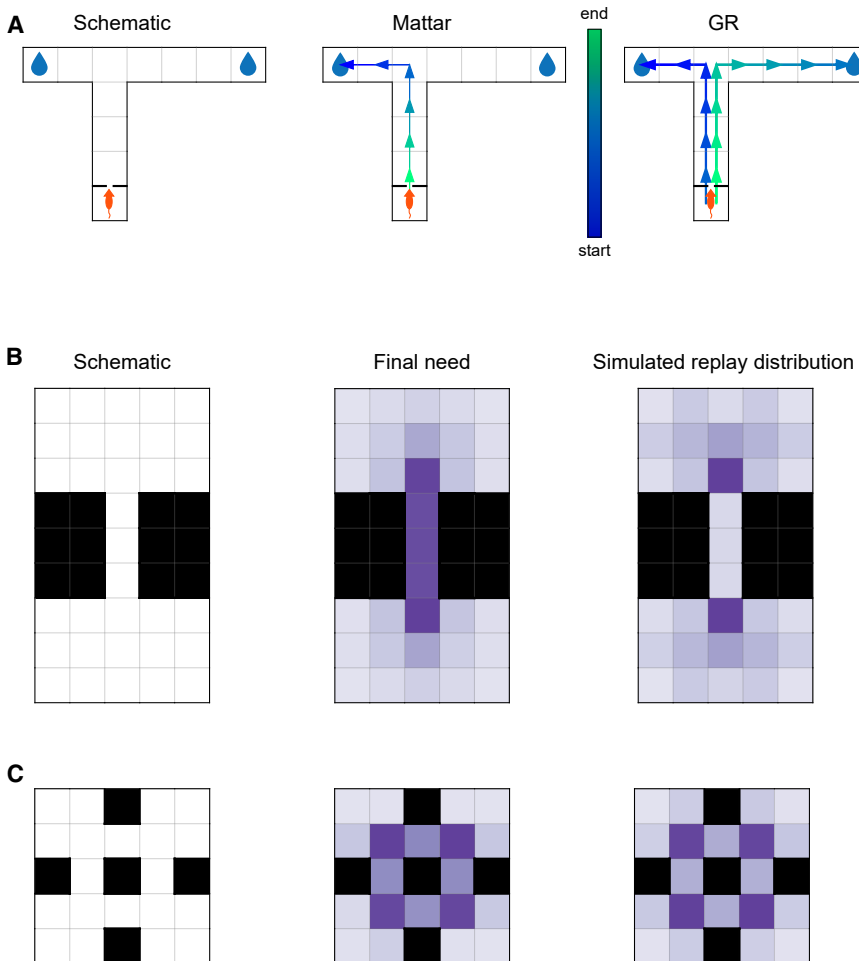 A
Schematic
Mattar
end
GR
start
B
Schematic
Final need
Simulated replay distribution
C